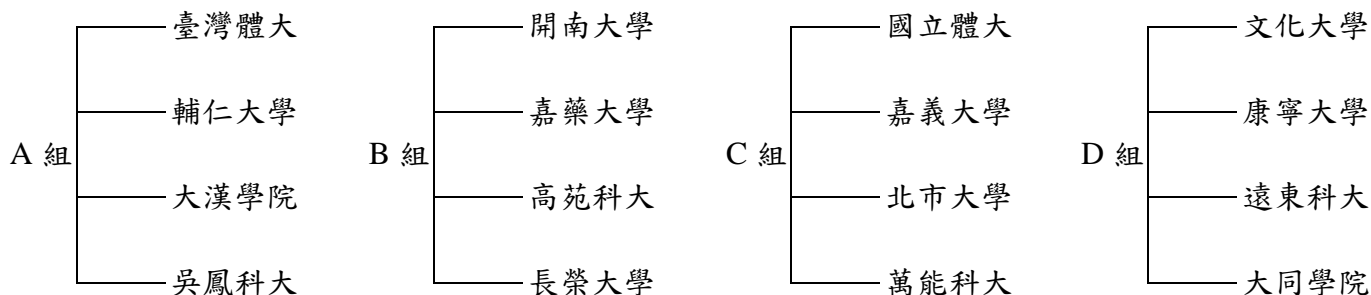 臺灣體大 開南大學 國立體大 文化大學
輔仁大學 嘉藥大學 嘉義大學 康寧大學
A 組 B 組 C 組 D 組
大漢學院 高苑科大 北市大學 遠東科大
吳鳳科大 長榮大學 萬能科大 大同學院